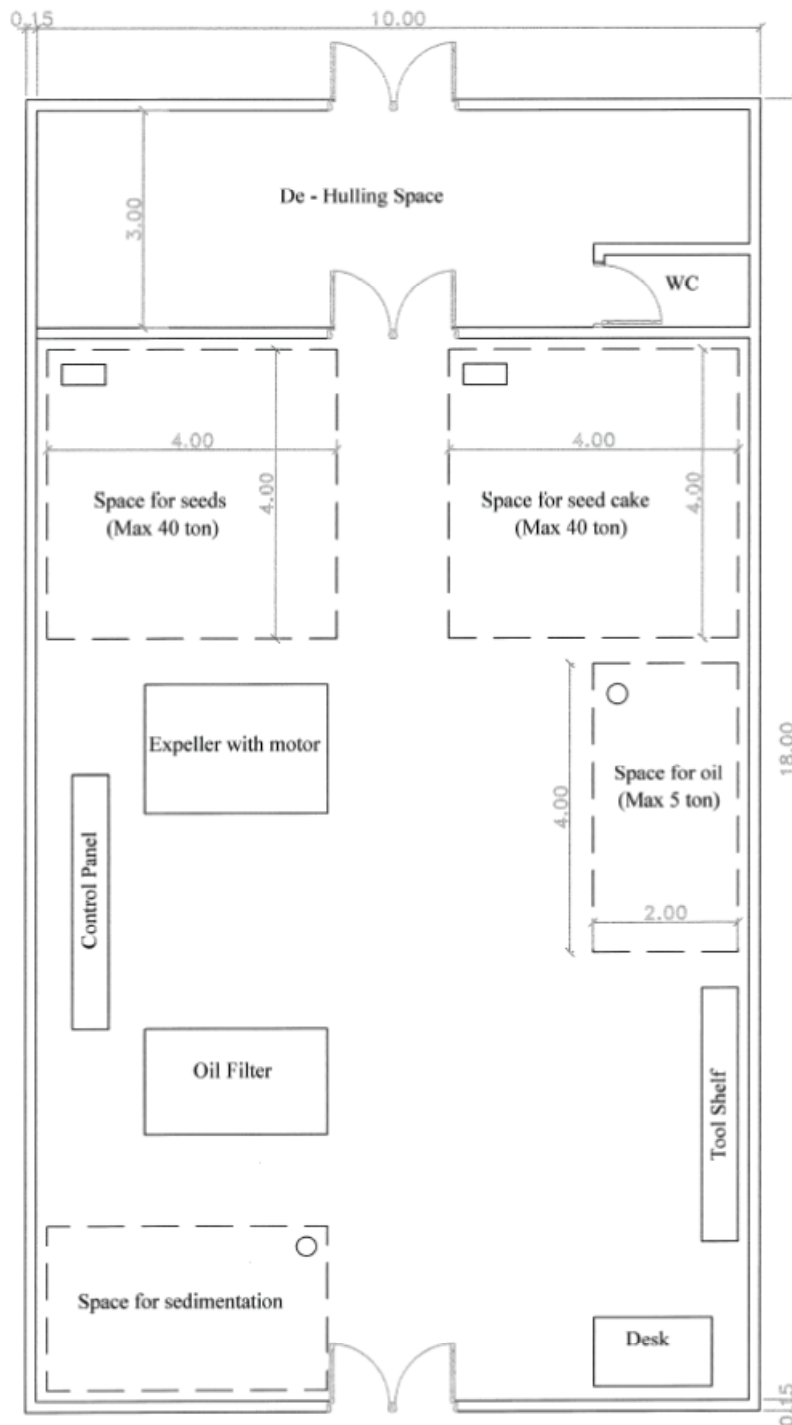 0.15
10.00
De - Hulling Space
3.00
WC
4.00
4.00
4.00
4.00
Space for seeds
(Max 40 ton)
Space for seed cake
(Max 40 ton)
Expeller with motor
18.00
Space for oil
(Max 5 ton)
4.00
Control Panel
2.00
Oil Filter
Tool Shelf
Space for sedimentation
Desk
0.15